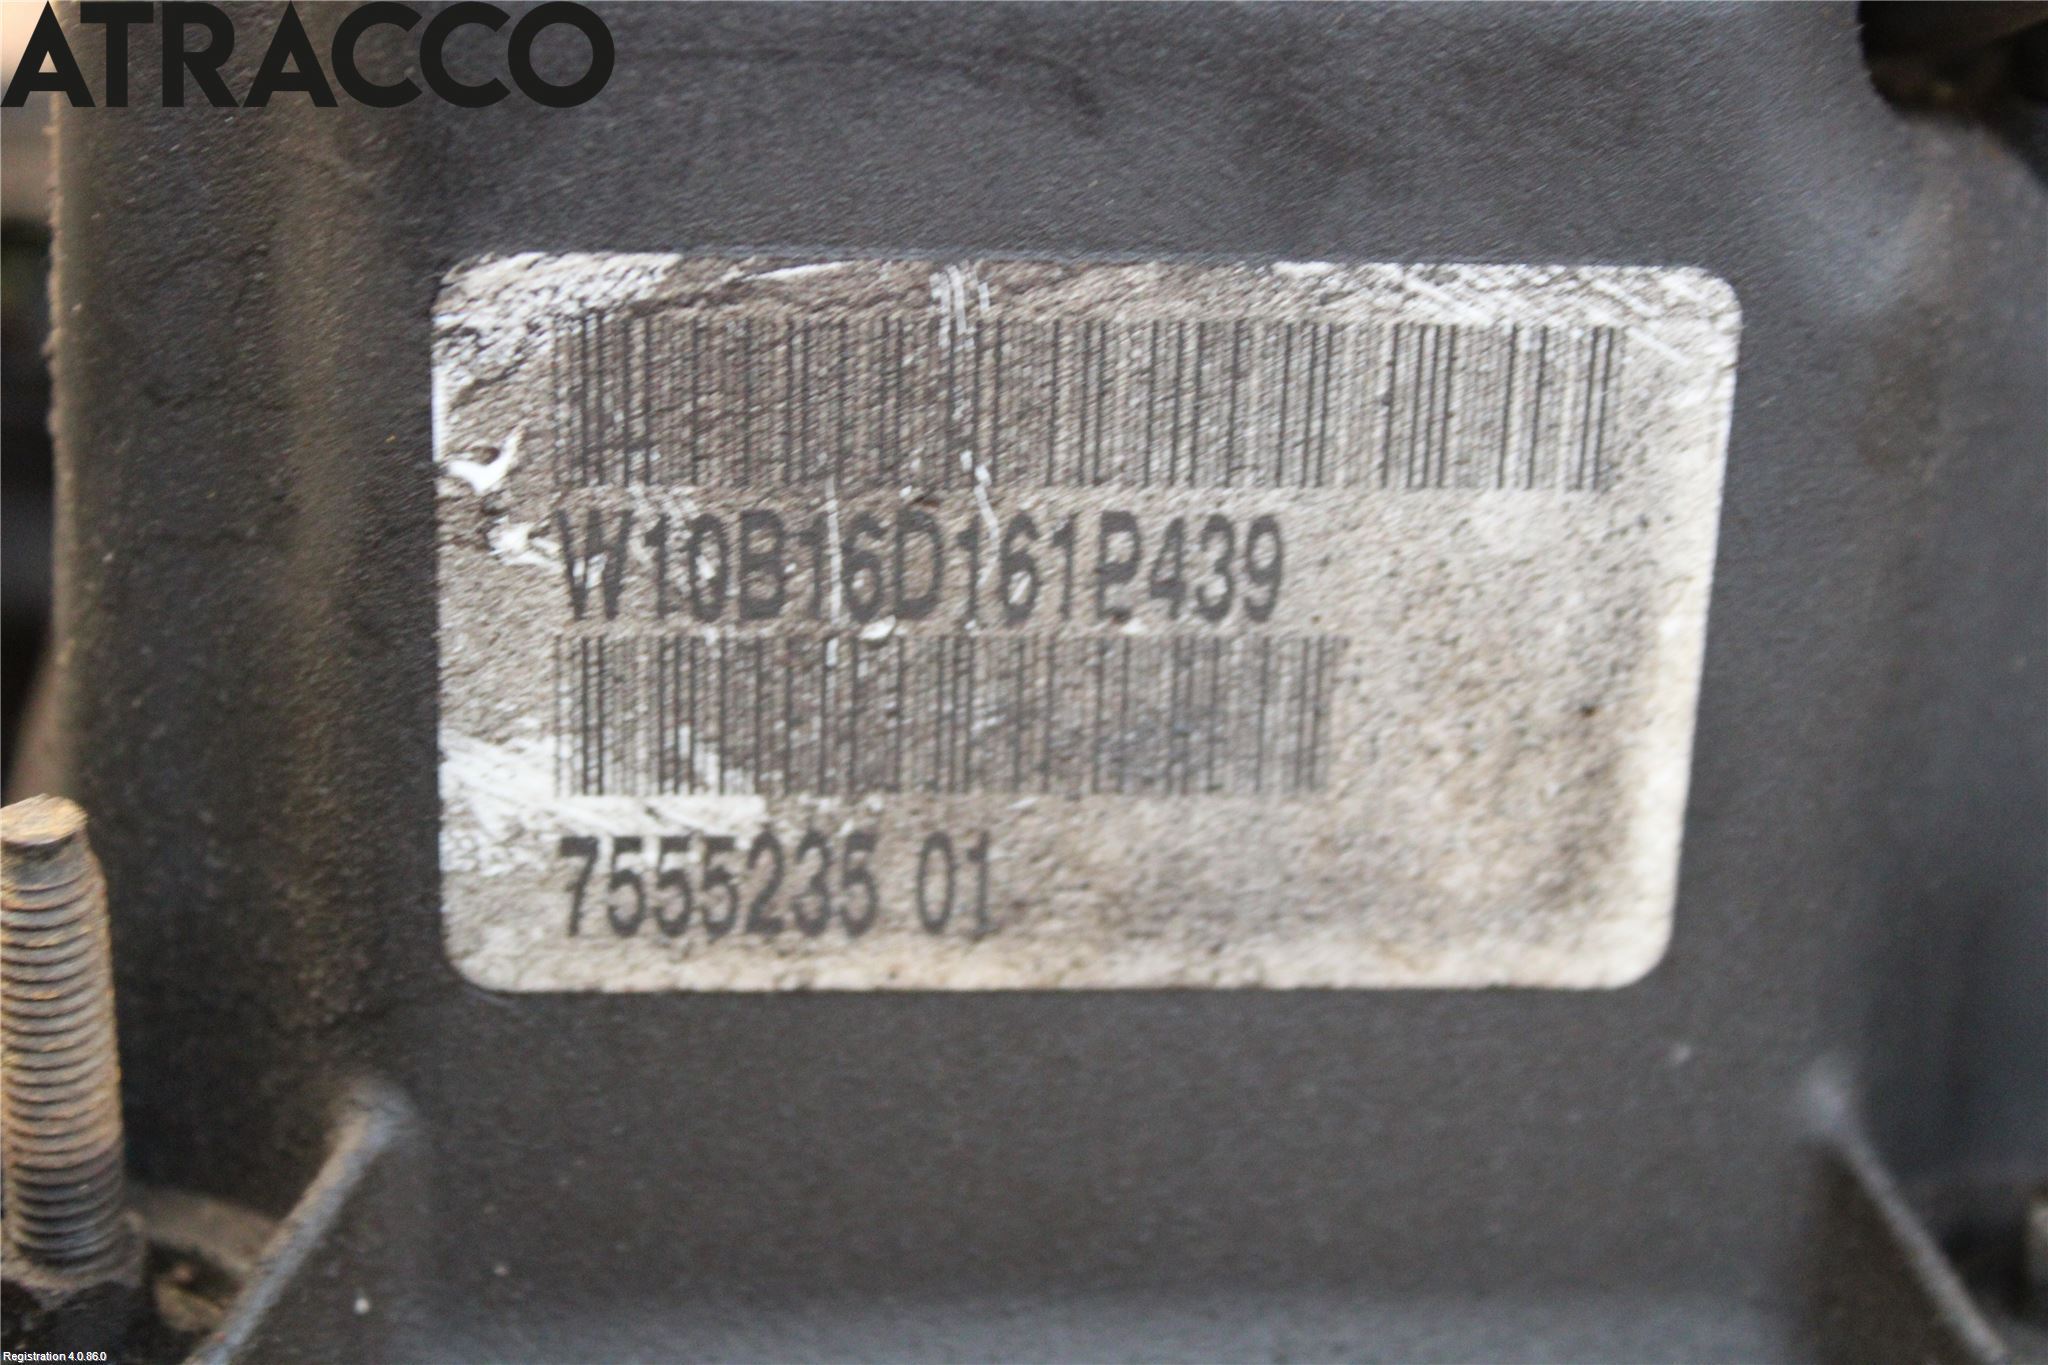 ATRACCO
W10B16D161P439
7555235 01
Registration 4.0.86.0